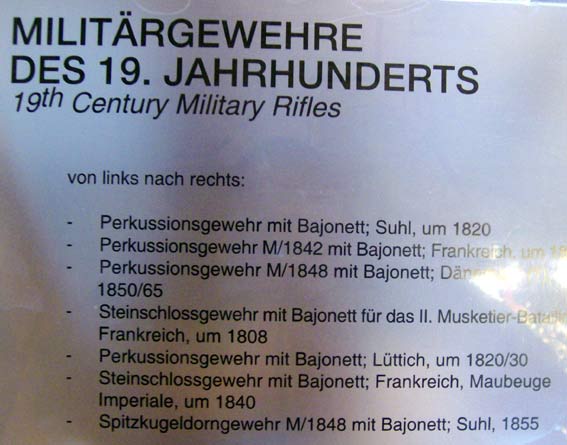 MILITÄRGEWEHRE
DES 19. JAHRHUNDERTS
19th Century Military Rifles
von links nach rechts:
- Perkussionsgewehr mit Bajonett; Suhl, um 1820
- Perkussionsgewehr M/1842 mit Bajonett; Frankreich, um
- Perkussionsgewehr M/1848 mit Bajonett;
1850/65
- Steinschlossgewehr mit Bajonett für das II. Musketier-
Frankreich, um 1808
- Perkussionsgewehr mit Bajonett; Lüttich, um 1820/30
- Steinschlossgewehr mit Bajonett; Frankreich, Maubeuge
Imperiale, um 1840
- Spitzkugeldorngewehr M/1848 mit Bajonett; Suhl, 1855